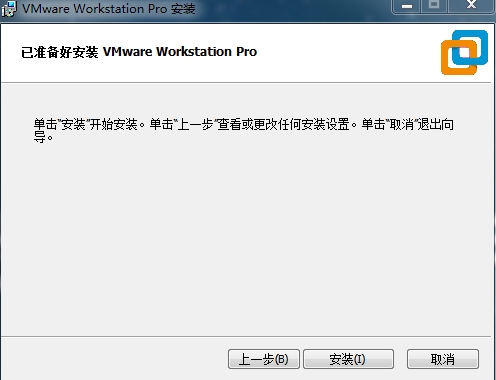 VMware Workstation Pro 安装
已准备好安装 VMware Workstation Pro
单击“安装”开始安装。单击“上一步”查看或更改任何安装设置。单击“取消”退出向
导。
上一步(B) 安装(I) 取消